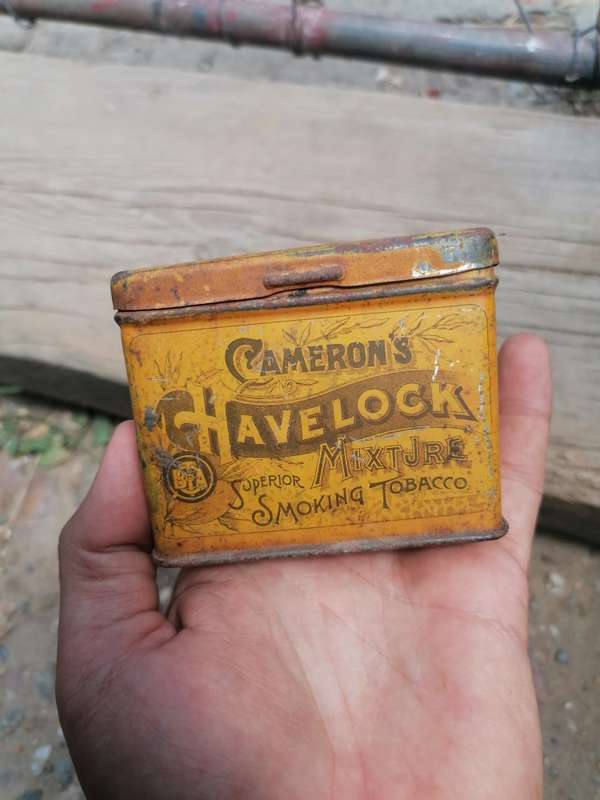 CAMERON'S
HAVELOCK
MIXTURE
SUPERIOR
SMOKING TOBACCO